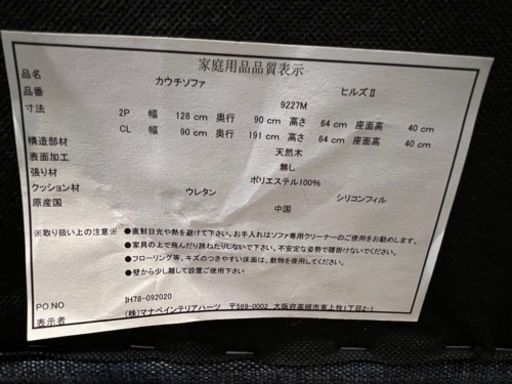 家庭用品品質表示
品名 カウチソファ ヒルズⅡ
品番 9227M
寸法 2P 幅 128 cm 奥行 90 cm 高さ 64 cm 座面高 40 cm
CL 幅 90 cm 奥行 191 cm 高さ 64 cm 座面高 40 cm
構造部材 天然木
表面加工 無し
張り材 ポリエステル100%
クッション材 ウレタン シリコンフィル
原産国 中国
※取り扱い上の注意※ ●直射日光や熱を避けて下さい。お手入れはソファ専用クリーナーのご使用をお勧めします。
●家具の上で飛んだり跳ねたりしないで下さい。不安定な姿勢で腰掛けないでください。
●フローリング等、キズのつきやすい床面は、敷物を使用してください。
●壁から少し離して設置ご使用下さい
PO.NO IH78-092020
表示者 (株)マナベインテリアハーツ 〒569-0002 大阪府高槻市東上牧1丁目2-1